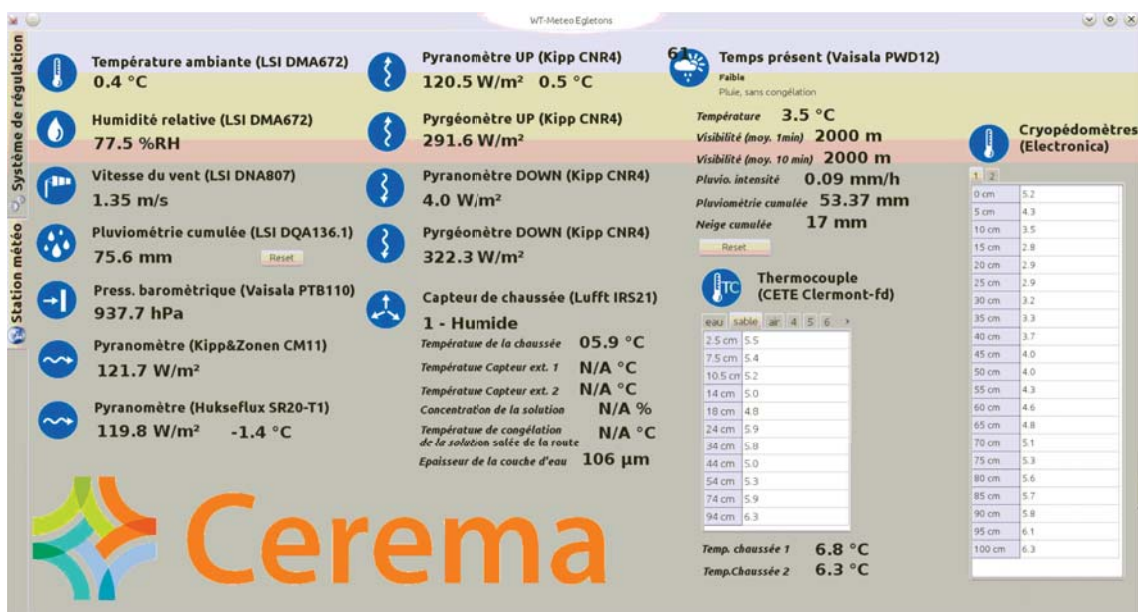 WT-Meteo Egletons
Système de régulation
Station météo
Température ambiante (LSI DMA672)
0.4 °C
Humidité relative (LSI DMA672)
77.5 %RH
Vitesse du vent (LSI DNA807)
1.35 m/s
Pluviométrie cumulée (LSI DQA136.1)
75.6 mm
Reset
Press. baromètrique (Vaisala PTB110)
937.7 hPa
Pyranomètre (Kipp&Zonen CM11)
121.7 W/m²
Pyranomètre (Hukseflux SR20-T1)
119.8 W/m² -1.4 °C
Pyranomètre UP (Kipp CNR4)
120.5 W/m² 0.5 °C
Pyrgéomètre UP (Kipp CNR4)
291.6 W/m²
Pyranomètre DOWN (Kipp CNR4)
4.0 W/m²
Pyrgéonètre DOWN (Kipp CNR4)
322.3 W/m²
Capteur de chaussée (Lufft IRS21)
1 - Humide
Température de la chaussée 05.9 °C
Température Capteur ext. 1 N/A °C
Température Capteur ext. 2 N/A °C
Concentration de la solution N/A %
Température de congélation
de la solution salée de la route N/A °C
Epaisseur de la couche d'eau 106 µm
61
Temps présent (Vaisala PWD12)
Faible
Pluie, sans congélation
Température 3.5 °C
Visibilité (moy. 1min) 2000 m
Visibilité (moy. 10 min) 2000 m
Pluvio. intensité 0.09 mm/h
Pluviométrie cumulée 53.37 mm
Neige cumulée 17 mm
Reset
TC
Thermocouple
(CETE Clermont-fd)
eau sable air 4 5 6
2.5 cm 5.5
7.5 cm 5.4
10.5 cm 5.2
14 cm 5.0
18 cm 4.8
24 cm 5.9
34 cm 5.8
44 cm 5.0
54 cm 5.3
74 cm 5.9
94 cm 6.3
Temp. chaussée 1 6.8 °C
Temp.Chaussée 2 6.3 °C
Cryopédomètres
(Electronica)
1 2
0 cm 5.2
5 cm 4.3
10 cm 3.5
15 cm 2.8
20 cm 2.9
25 cm 2.9
30 cm 3.2
35 cm 3.3
40 cm 3.7
45 cm 4.0
50 cm 4.0
55 cm 4.3
60 cm 4.6
65 cm 4.8
70 cm 5.1
75 cm 5.3
80 cm 5.6
85 cm 5.7
90 cm 5.8
95 cm 6.1
100 cm 6.3
Cerema